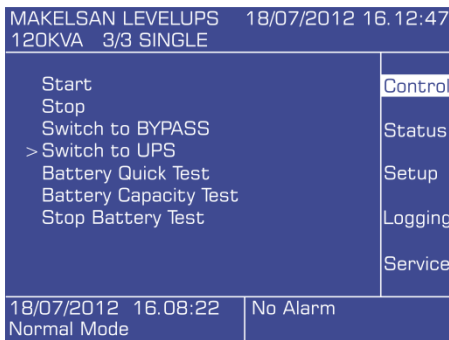 MAKELSAN LEVELUPS 18/07/2012 16.12:47
120KVA 3/3 SINGLE
Start
Stop
Switch to BYPASS
>Switch to UPS
Battery Quick Test
Battery Capacity Test
Stop Battery Test
Control
Status
Setup
Logging
Service
18/07/2012 16.08:22
Normal Mode
No Alarm